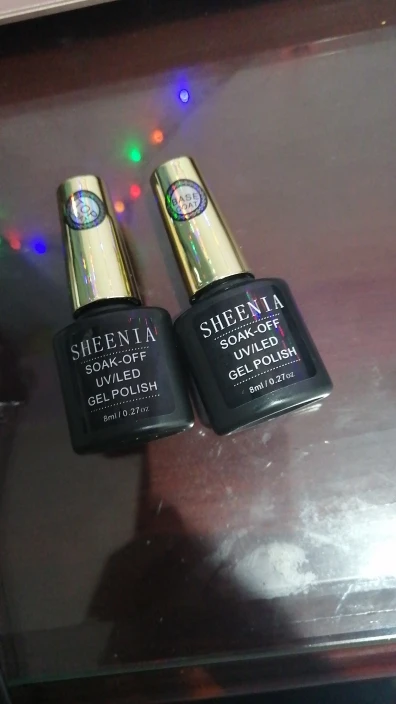 BASE
COAT
SHEENIA
SOAK-OFF
UV/LED
GEL POLISH
8ml / 0.27oz
SHEENIA
SOAK-OFF
UV/LED
GEL POLISH
8ml / 0.27oz